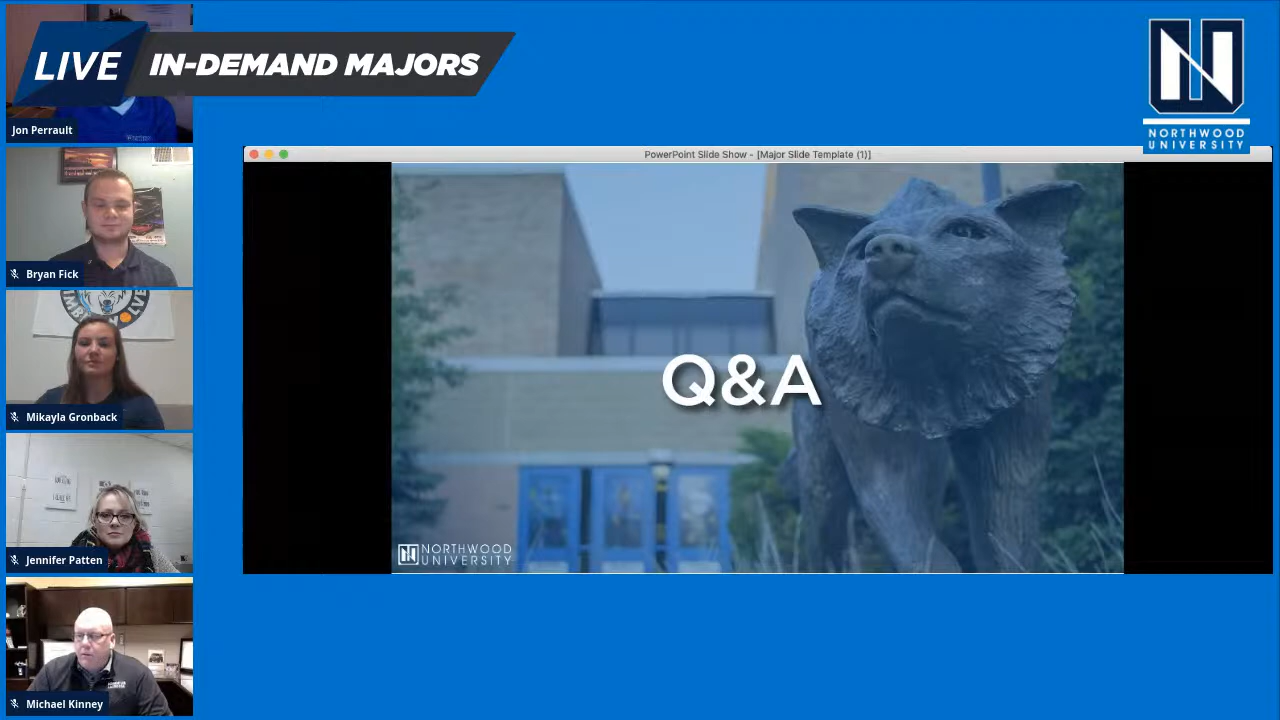 LIVE
IN-DEMAND MAJORS
Jon Perrault
Bryan Fick
Mikayla Gronback
Jennifer Patten
Michael Kinney
NORTHWOOD
UNIVERSITY
PowerPoint Slide Show - [Major Slide Template (1)]
Q&A
NORTHWOOD
UNIVERSITY